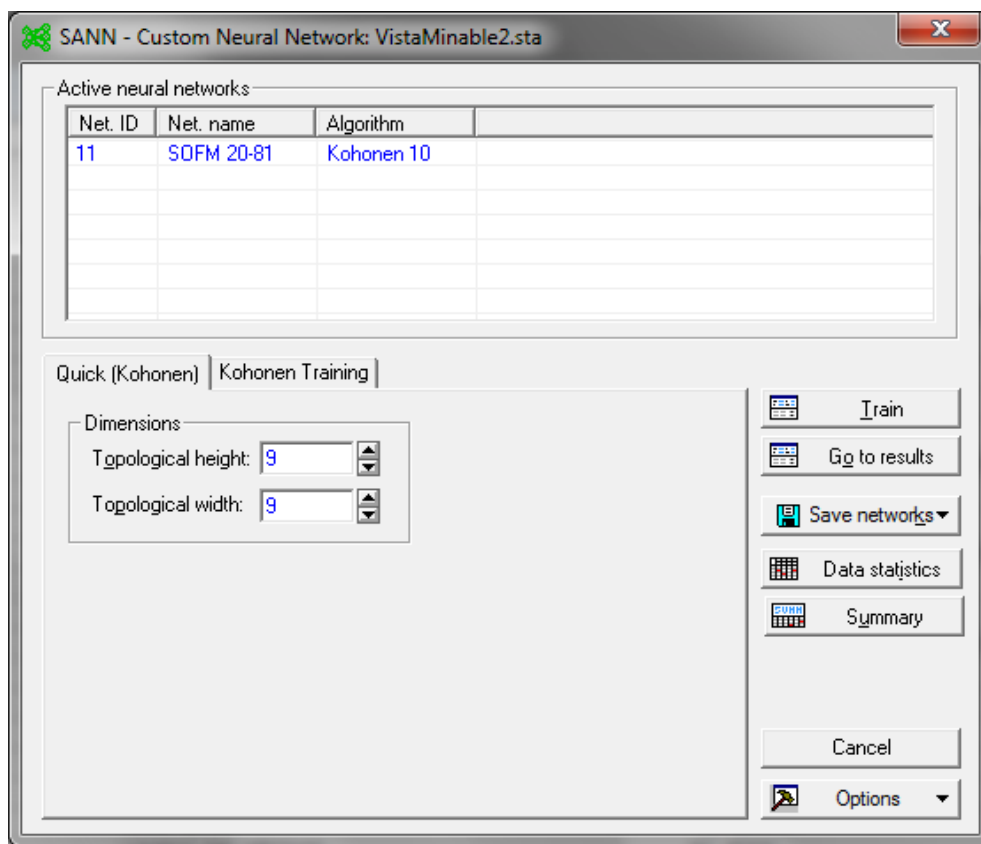 SANN - Custom Neural Network: VistaMinable2.sta
Active neural networks
Net. ID Net. name Algorithm
11 SOFM 20-81 Kohonen 10
Quick (Kohonen) Kohonen Training
Dimensions
Topological height: 9
Topological width: 9
Train
Go to results
Save networks
Data statistics
Summary
Cancel
Options